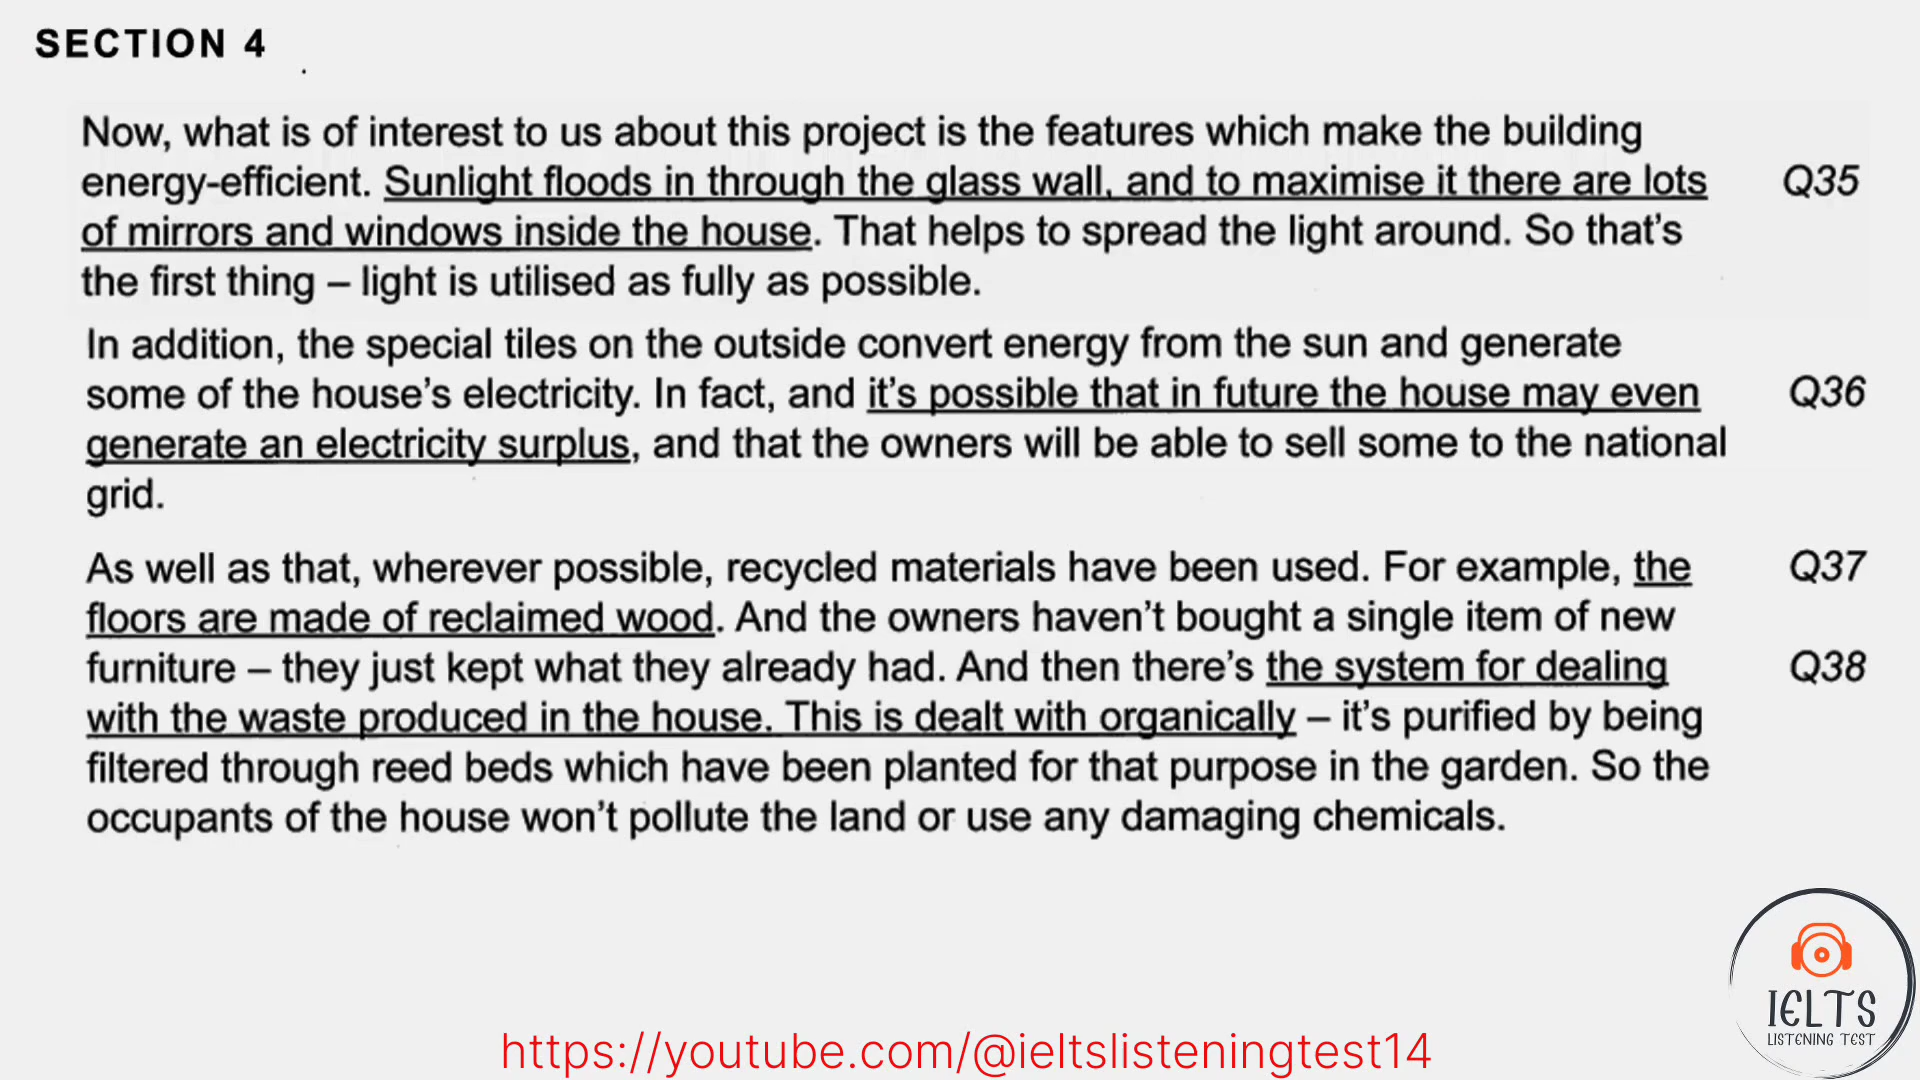 SECTION 4
Now, what is of interest to us about this project is the features which make the building
energy-efficient. Sunlight floods in through the glass wall, and to maximise it there are lots Q35
of mirrors and windows inside the house. That helps to spread the light around. So that's
the first thing – light is utilised as fully as possible.
In addition, the special tiles on the outside convert energy from the sun and generate
some of the house's electricity. In fact, and it's possible that in future the house may even Q36
generate an electricity surplus, and that the owners will be able to sell some to the national
grid.
As well as that, wherever possible, recycled materials have been used. For example, the Q37
floors are made of reclaimed wood. And the owners haven't bought a single item of new
furniture – they just kept what they already had. And then there's the system for dealing Q38
with the waste produced in the house. This is dealt with organically – it's purified by being
filtered through reed beds which have been planted for that purpose in the garden. So the
occupants of the house won't pollute the land or use any damaging chemicals.
IELTS
LISTENING TEST
https://youtube.com/@ieltslisteningtest14